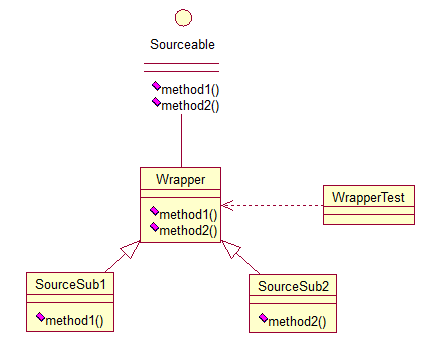 Sourceable
method1()
method2()
Wrapper
method1()
method2()
WrapperTest
SourceSub1
method1()
SourceSub2
method2()